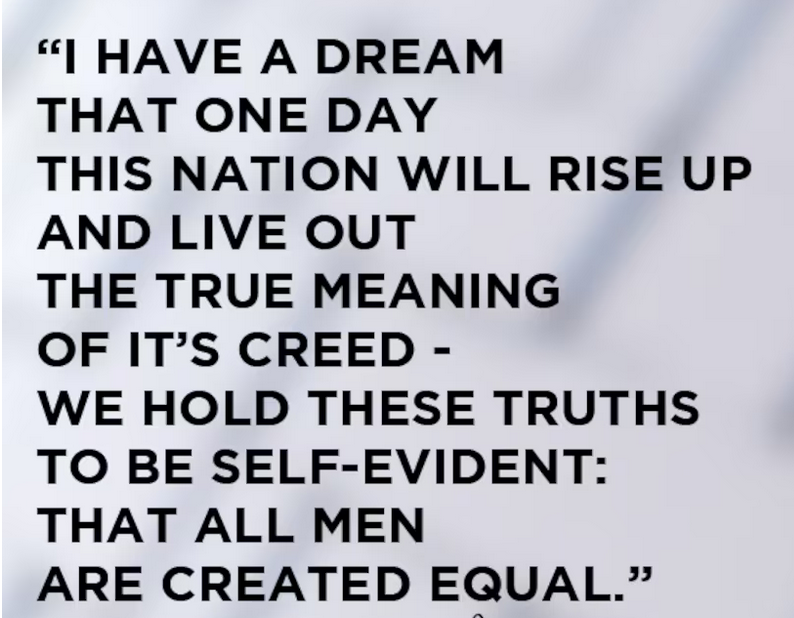 “I HAVE A DREAM
THAT ONE DAY
THIS NATION WILL RISE UP
AND LIVE OUT
THE TRUE MEANING
OF IT’S CREED -
WE HOLD THESE TRUTHS
TO BE SELF-EVIDENT:
THAT ALL MEN
ARE CREATED EQUAL.”